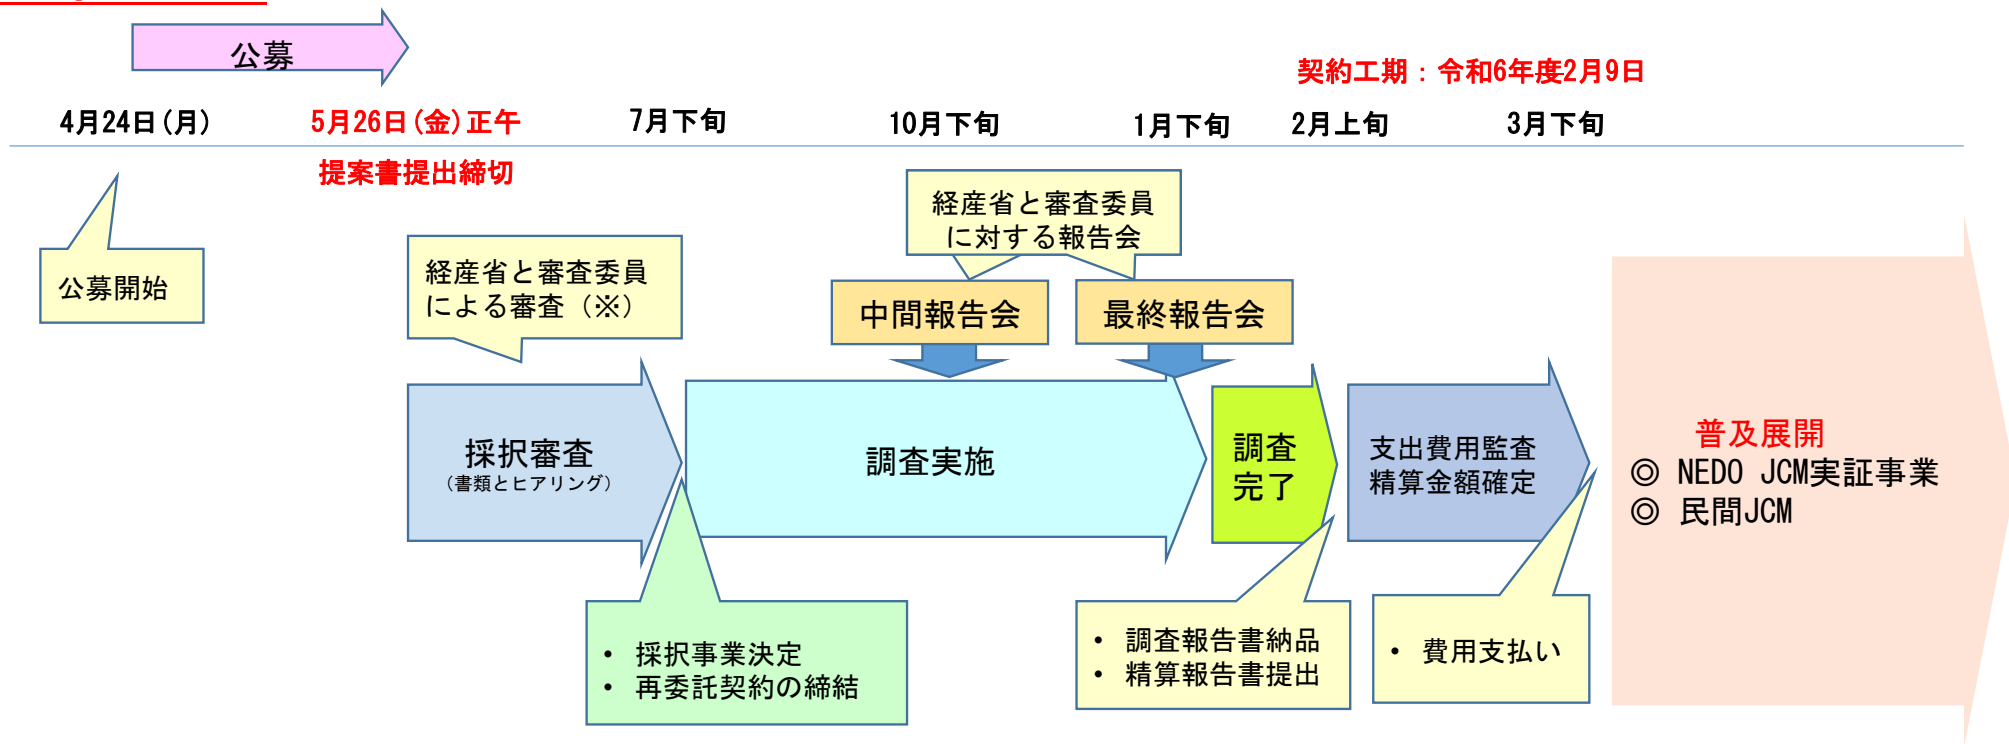 公募
契約工期：令和6年度2月9日
4月24日(月)
5月26日(金)正午
7月下旬
10月下旬
1月下旬
2月上旬
3月下旬
提案書提出締切
公募開始
経産省と審査委員
による審査（※）
経産省と審査委員
に対する報告会
中間報告会
最終報告会
採択審査
(書類とヒアリング)
調査実施
調査
完了
支出費用監査
精算金額確定
普及展開
◎ NEDO JCM実証事業
◎ 民間JCM
• 採択事業決定
• 再委託契約の締結
• 調査報告書納品
• 精算報告書提出
• 費用支払い